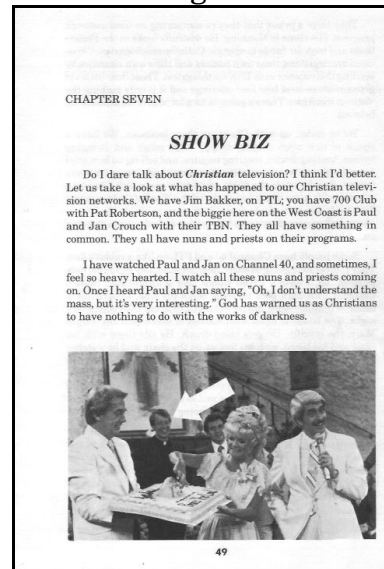 CHAPTER SEVEN
SHOW BIZ
Do I dare talk about Christian television? I think I'd better.
Let us take a look at what has happened to our Christian televi-
sion networks. We have Jim Bakker, on PTL; you have 700 Club
with Pat Robertson, and the biggie here on the West Coast is Paul
and Jan Crouch with their TBN. They all have something in
common. They all have nuns and priests on their programs.
I have watched Paul and Jan on Channel 40, and sometimes, I
feel so heavy hearted. I watch all these nuns and priests coming
on. Once I heard Paul and Jan saying, "Oh, I don't understand the
mass, but it's very interesting." God has warned us as Christians
to have nothing to do with the works of darkness.
49